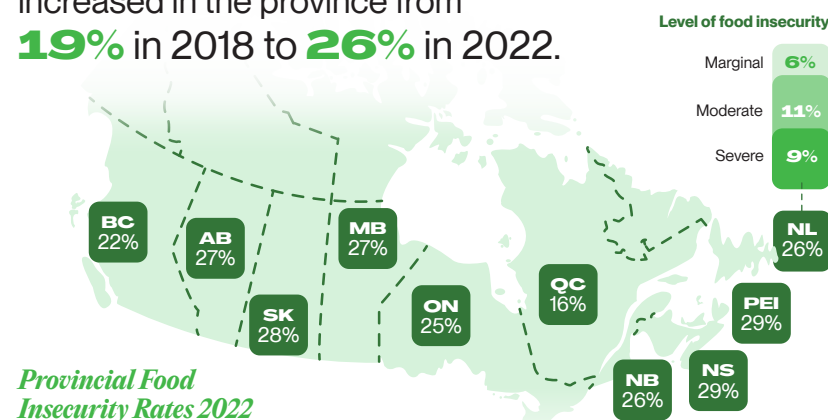 increased in the province from
19% in 2018 to 26% in 2022.
Level of food insecurity
Marginal 6%
Moderate 11%
Severe 9%
BC
22%
AB
27%
SK
28%
MB
27%
ON
25%
QC
16%
NL
26%
PEI
29%
NB
26%
NS
29%
Provincial Food
Insecurity Rates 2022